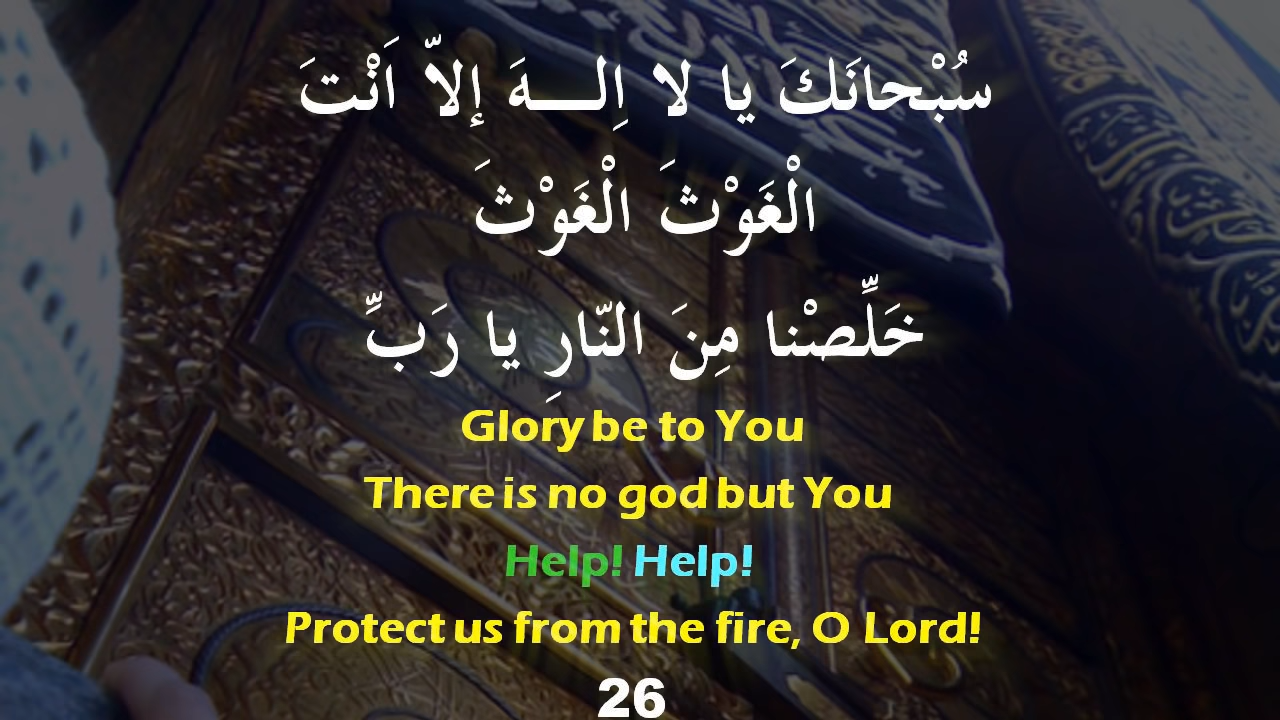 سُبْحانَكَ يا لا اِلـــهَ إلاّ اَنْتَ
الْغَوْثَ الْغَوْثَ
خَلِّصْنا مِنَ النّارِ يا رَبِّ
Glory be to You
There is no god but You
Help! Help!
Protect us from the fire, O Lord!
26